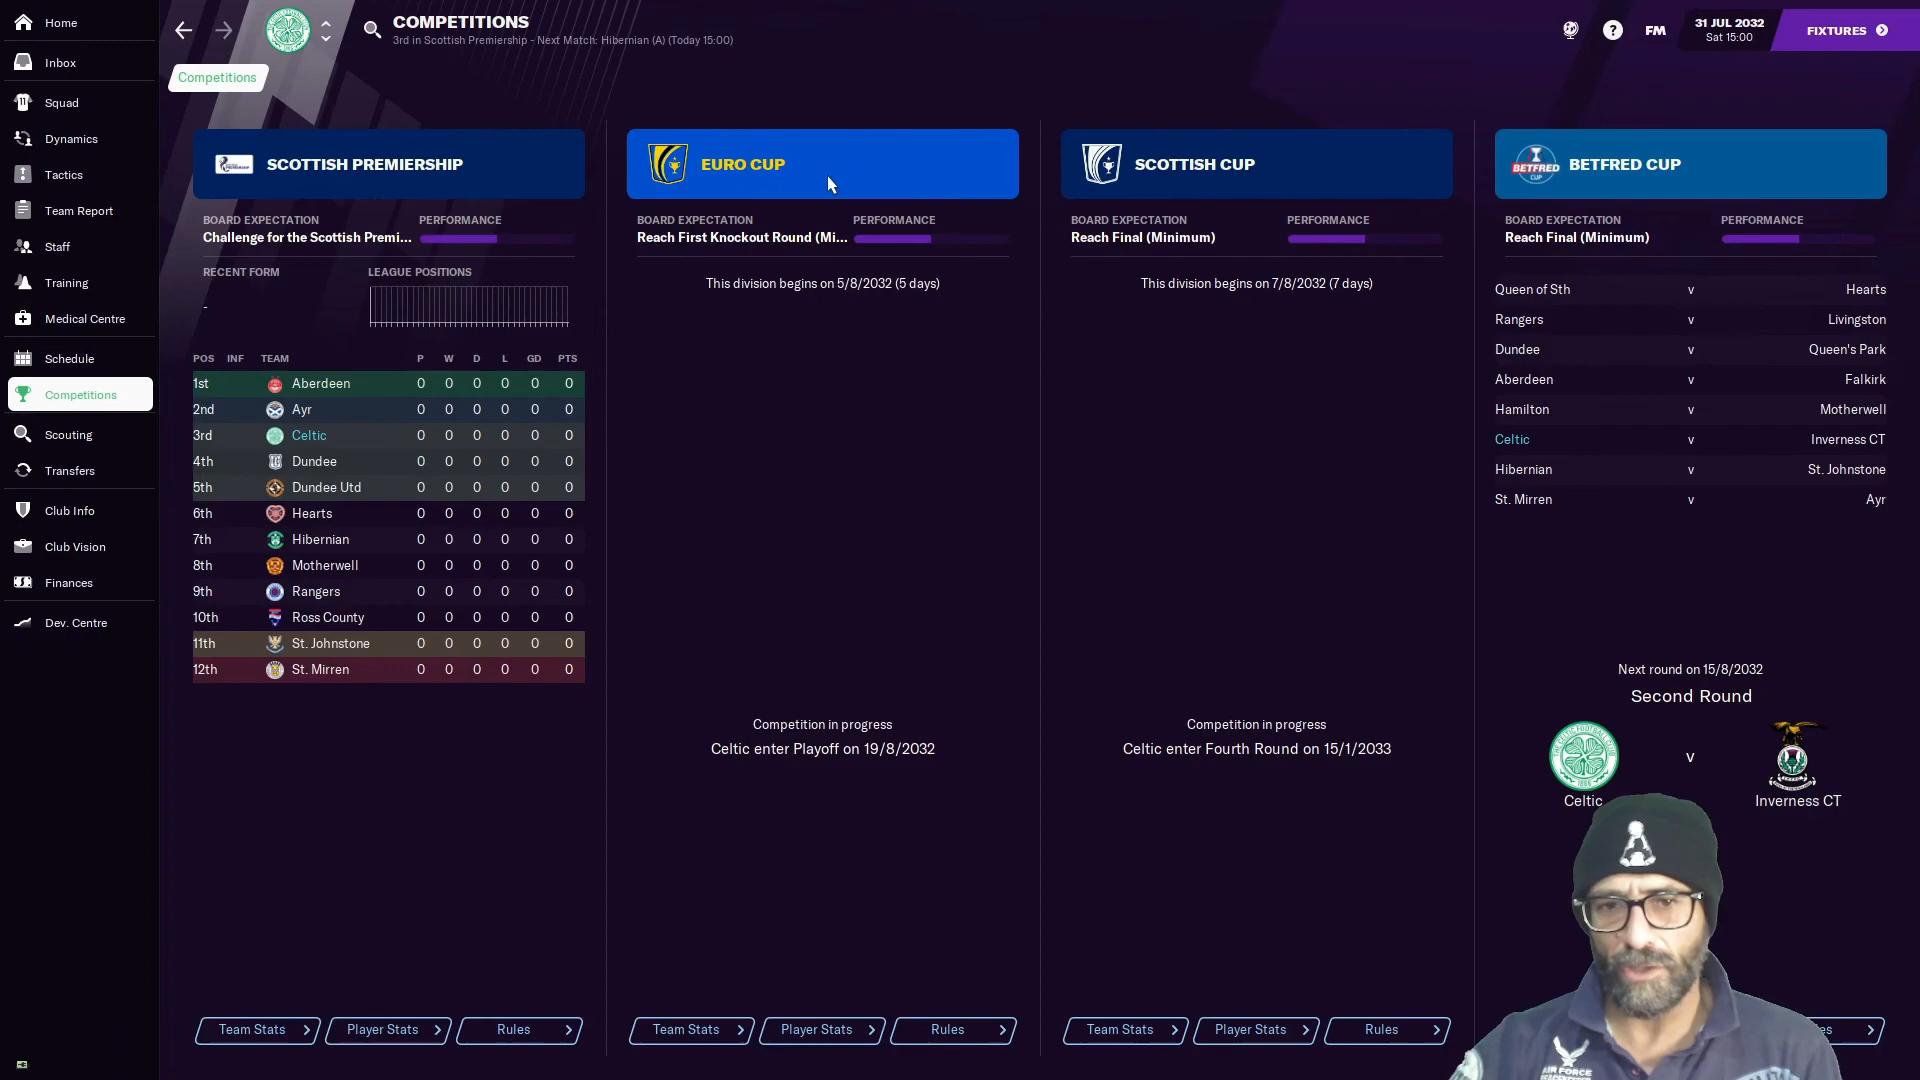 Home
Inbox
Squad
Dynamics
Tactics
Team Report
Staff
Training
Medical Centre
Schedule
Competitions
Scouting
Transfers
Club Info
Club Vision
Finances
Dev. Centre
COMPETITIONS
3rd in Scottish Premiership - Next Match: Hibernian (A) (Today 15:00)
FM
31 JUL 2032
Sat 15:00
FIXTURES
Competitions
SCOTTISH PREMIERSHIP
BOARD EXPECTATION PERFORMANCE
Challenge for the Scottish Premi...
RECENT FORM LEAGUE POSITIONS
-
POS INF TEAM P W D L GD PTS
1st Aberdeen 0 0 0 0 0 0
2nd Ayr 0 0 0 0 0 0
3rd Celtic 0 0 0 0 0 0
4th Dundee 0 0 0 0 0 0
5th Dundee Utd 0 0 0 0 0 0
6th Hearts 0 0 0 0 0 0
7th Hibernian 0 0 0 0 0 0
8th Motherwell 0 0 0 0 0 0
9th Rangers 0 0 0 0 0 0
10th Ross County 0 0 0 0 0 0
11th St. Johnstone 0 0 0 0 0 0
12th St. Mirren 0 0 0 0 0 0
Team Stats Player Stats Rules
EURO CUP
BOARD EXPECTATION PERFORMANCE
Reach First Knockout Round (Mi...
This division begins on 5/8/2032 (5 days)
Competition in progress
Celtic enter Playoff on 19/8/2032
Team Stats Player Stats Rules
SCOTTISH CUP
BOARD EXPECTATION PERFORMANCE
Reach Final (Minimum)
This division begins on 7/8/2032 (7 days)
Competition in progress
Celtic enter Fourth Round on 15/1/2033
Team Stats Player Stats Rules
BETFRED CUP
BETFRED
CUP
BOARD EXPECTATION PERFORMANCE
Reach Final (Minimum)
Queen of Sth v Hearts
Rangers v Livingston
Dundee v Queen's Park
Aberdeen v Falkirk
Hamilton v Motherwell
Celtic v Inverness CT
Hibernian v St. Johnstone
St. Mirren v Ayr
Next round on 15/8/2032
Second Round
v
Celtic Inverness CT
AIR FORCE